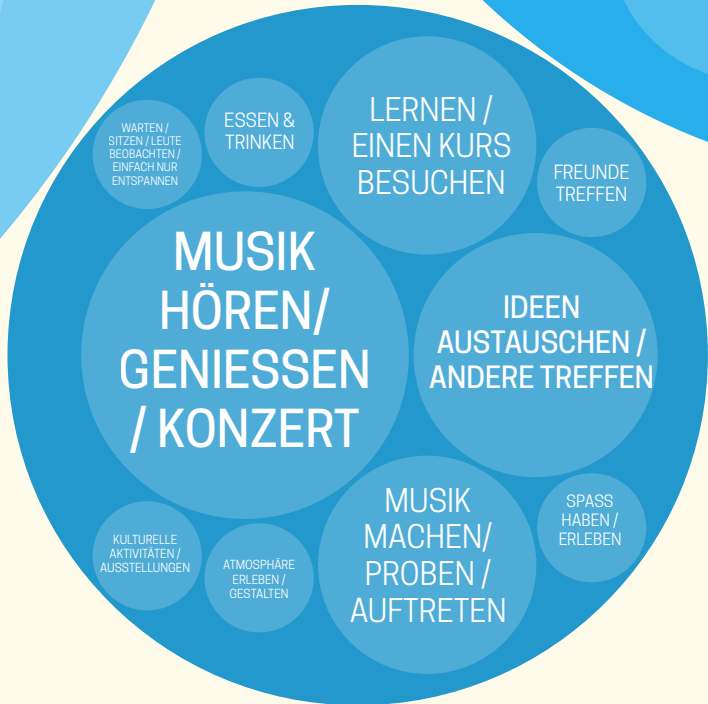 WARTEN /
SITZEN / LEUTE
BEOBACHTEN /
EINFACH NUR
ENTSPANNEN
ESSEN &
TRINKEN
LERNEN /
EINEN KURS
BESUCHEN
FREUNDE
TREFFEN
MUSIK
HÖREN/
GENIESSEN
/ KONZERT
IDEEN
AUSTAUSCHEN /
ANDERE TREFFEN
KULTURELLE
AKTIVITÄTEN /
AUSSTELLUNGEN
ATMOSPHÄRE
ERLEBEN /
GESTALTEN
MUSIK
MACHEN/
PROBEN /
AUFTRETEN
SPASS
HABEN /
ERLEBEN